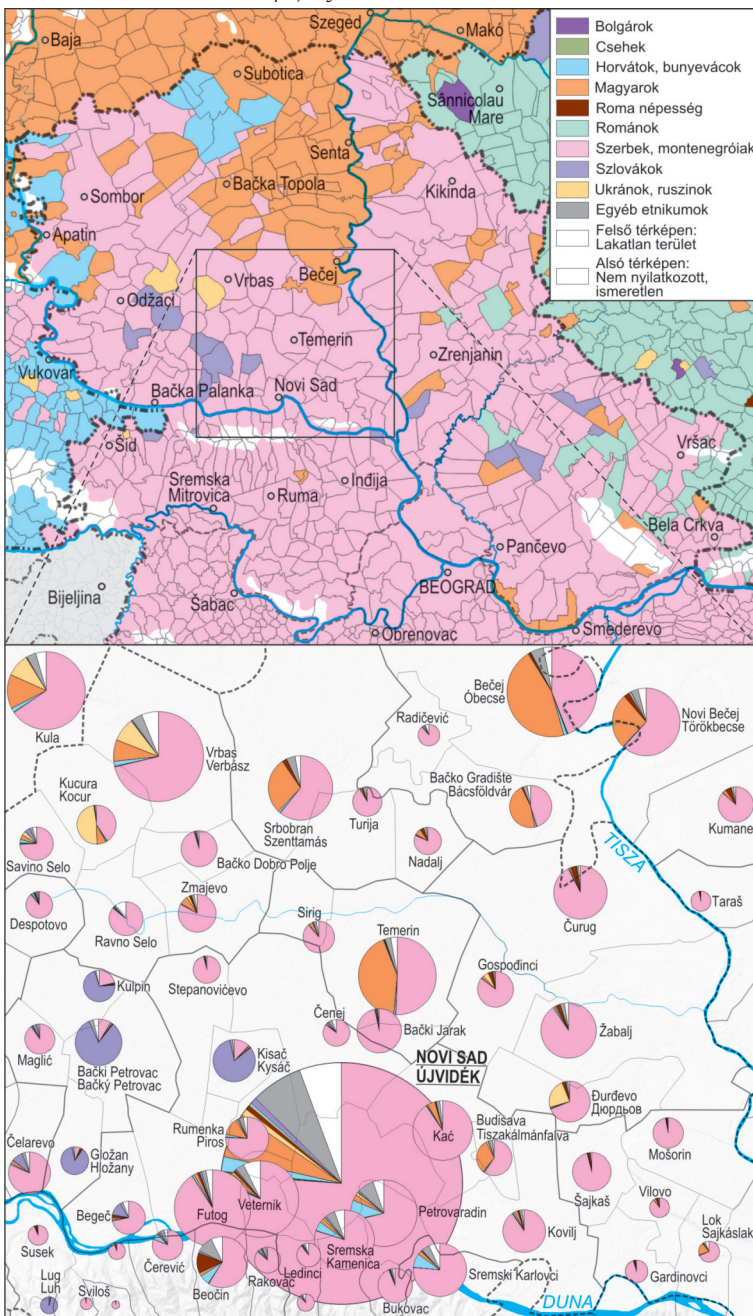 Szeged
Makó
Baja
Subotica
Sânnicolau
Mare
Senta
Kikinda
Sombor
Bačka Topola
Apatin
Bečej
Vrbas
Odžaci
Temerin
Zrenjanin
Vukovar
Bačka Palanka
Novi Sad
Šid
Vršac
Sremska
Mitrovica
Ruma
Inđija
Bela Crkva
Pančevo
Bijeljina
Šabac
BEOGRAD
Obrenovac
Smederevo
Bolgárok
Csehek
Horvátok, bunyevácok
Magyarok
Roma népesség
Románok
Szerbek, montenegróiak
Szlovákok
Ukránok, ruszinok
Egyéb etnikumok
Felső térképen:
Lakatlan terület
Alsó térképen:
Nem nyilatkozott,
ismeretlen
Kula
Vrbas
Verbász
Radičević
Bečej
Óbecse
Novi Bečej
Törökbecse
Kucura
Kocur
Srbobran
Szenttamás
Turija
Bačko Gradište
Bácsföldvár
Kumane
Savino Selo
Bačko Dobro Polje
Nadalj
TISZA
Despotovo
Ravno Selo
Zmajevo
Sirig
Temerin
Čurug
Taraš
Kulpin
Stepanovićevo
Gospođinci
Maglić
Bački Petrovac
Bačký Petrovac
Kisač
Kysáč
Čenej
Bački Jarak
Žabalj
NOVI SAD
ÚJVIDÉK
Đurđevo
Дюрдьов
Čelarevo
Gložan
Hložany
Rumenka
Piros
Kać
Budisava
Tiszakálmánfalva
Mošorin
Šajkaš
Vilovo
Begeč
Futog
Veternik
Petrovaradin
Kovilj
Lok
Sajkáslak
Susek
Čerević
Beočin
Rakovac
Ledinci
Sremska
Kamenica
Bukovac
Sremski Karlovci
Gardinovci
Lug
Luh
Sviloš
DUNA